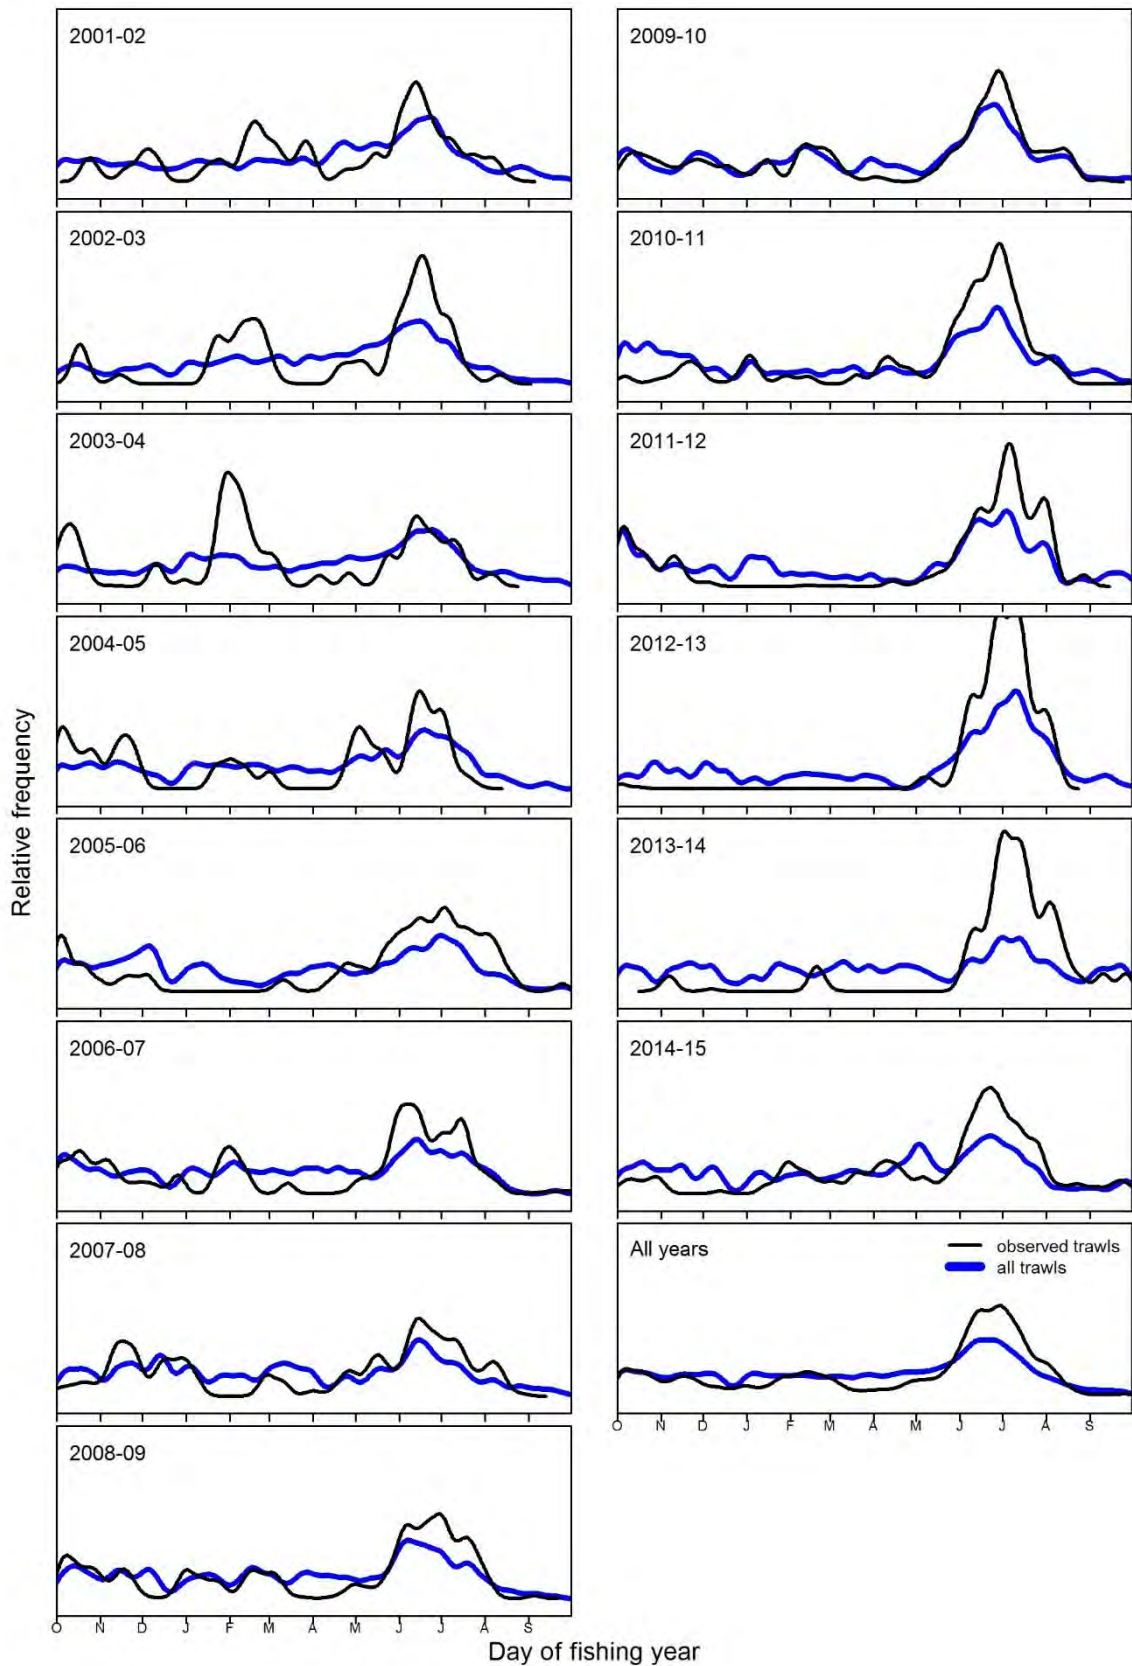 2001-02
2002-03
2003-04
2004-05
2005-06
2006-07
2007-08
2008-09
O N D J F M A M J J A S
2009-10
2010-11
2011-12
2012-13
2013-14
2014-15
All years
observed trawls
all trawls
O N D J F M A M J J A S
Relative frequency
Day of fishing year